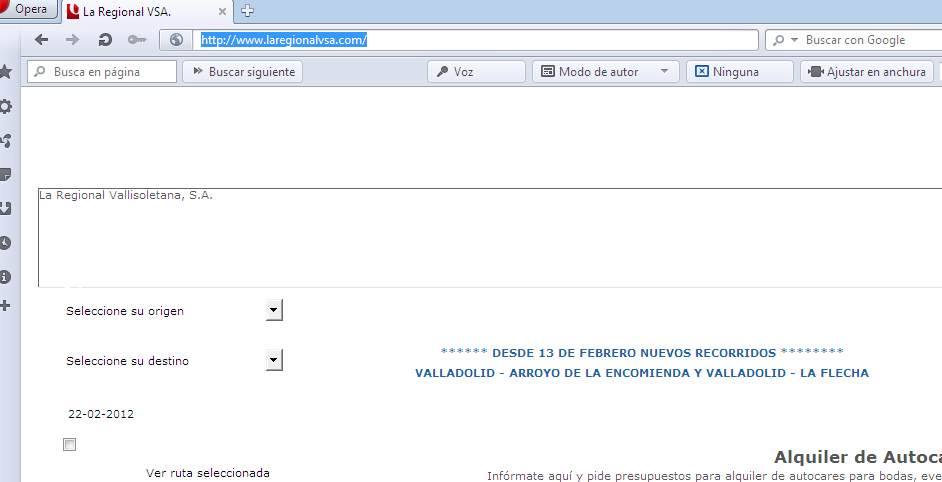 Opera
La Regional VSA.
http://www.laregionalvsa.com/
Buscar con Google
Busca en página
Buscar siguiente
Voz
Modo de autor
Ninguna
Ajustar en anchura
La Regional Vallisoletana, S.A.
Seleccione su origen
Seleccione su destino
****** DESDE 13 DE FEBRERO NUEVOS RECORRIDOS ********
VALLADOLID - ARROYO DE LA ENCOMIENDA Y VALLADOLID - LA FLECHA
22-02-2012
Ver ruta seleccionada
Alquiler de Autoca
Infórmate aquí y pide presupuestos para alquiler de autocares para bodas, eve